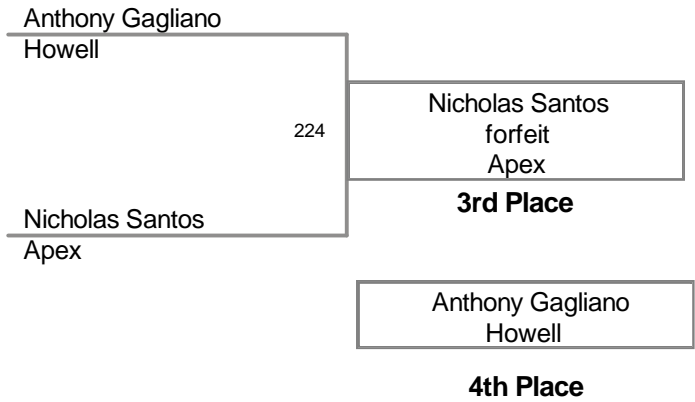 Anthony Gagliano
Howell
224
Nicholas Santos
forfeit
Apex
3rd Place
Nicholas Santos
Apex
Anthony Gagliano
Howell
4th Place